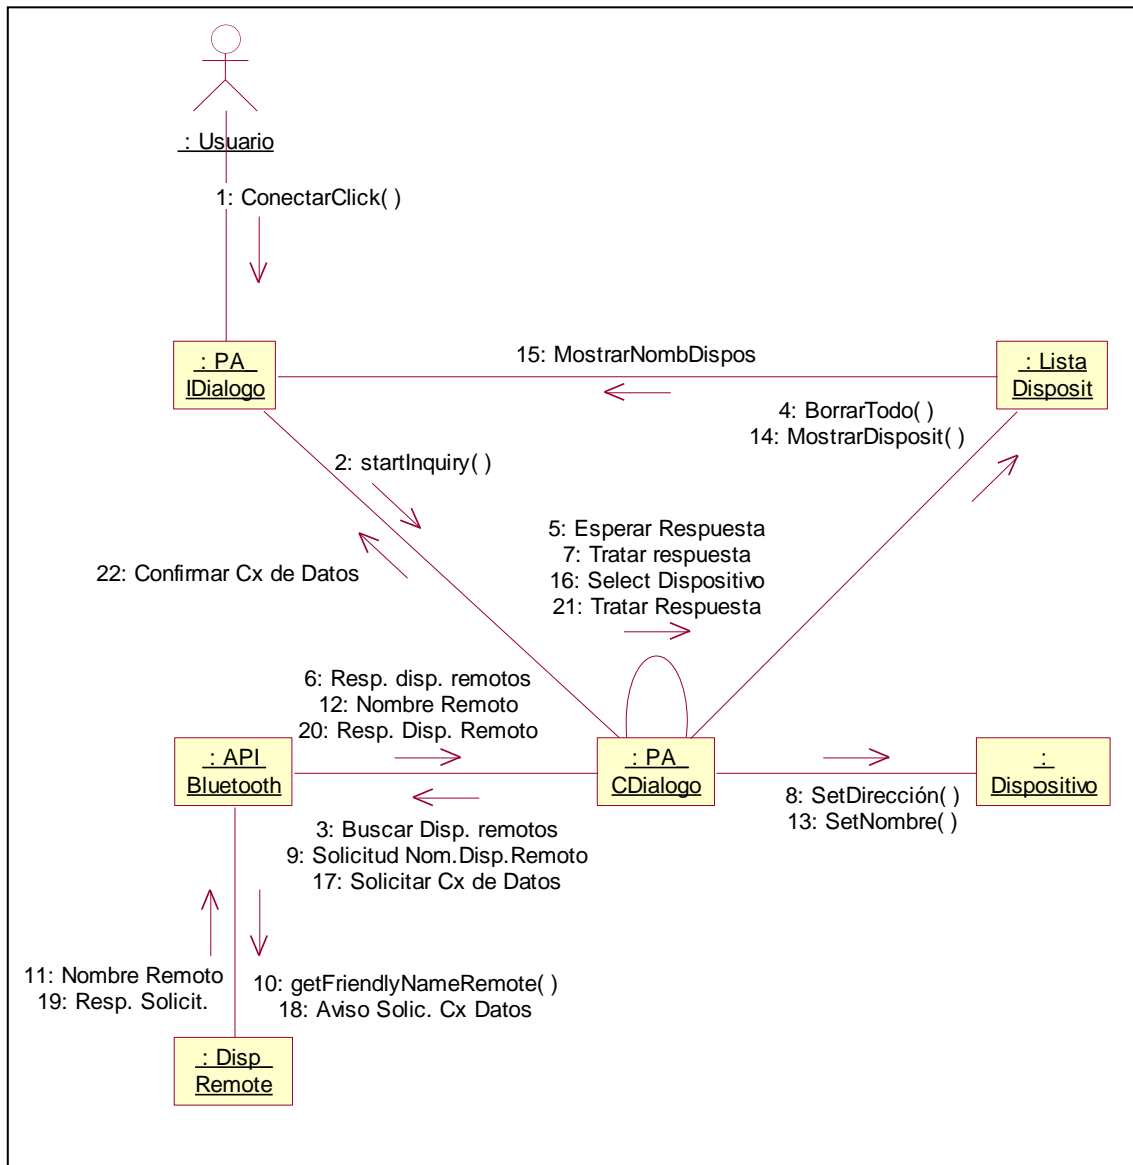 : Usuario
1: ConectarClick( )
: PA_
IDialogo
15: MostrarNombDispos
: Lista
Disposit
4: BorrarTodo( )
14: MostrarDisposit( )
2: startInquiry( )
5: Esperar Respuesta
7: Tratar respuesta
16: Select Dispositivo
21: Tratar Respuesta
22: Confirmar Cx de Datos
6: Resp. disp. remotos
12: Nombre Remoto
20: Resp. Disp. Remoto
: API
Bluetooth
: PA_
CDialogo
:
Dispositivo
8: SetDirección( )
13: SetNombre( )
3: Buscar Disp. remotos
9: Solicitud Nom.Disp.Remoto
17: Solicitar Cx de Datos
11: Nombre Remoto
19: Resp. Solicit.
10: getFriendlyNameRemote( )
18: Aviso Solic. Cx Datos
: Disp_
Remote